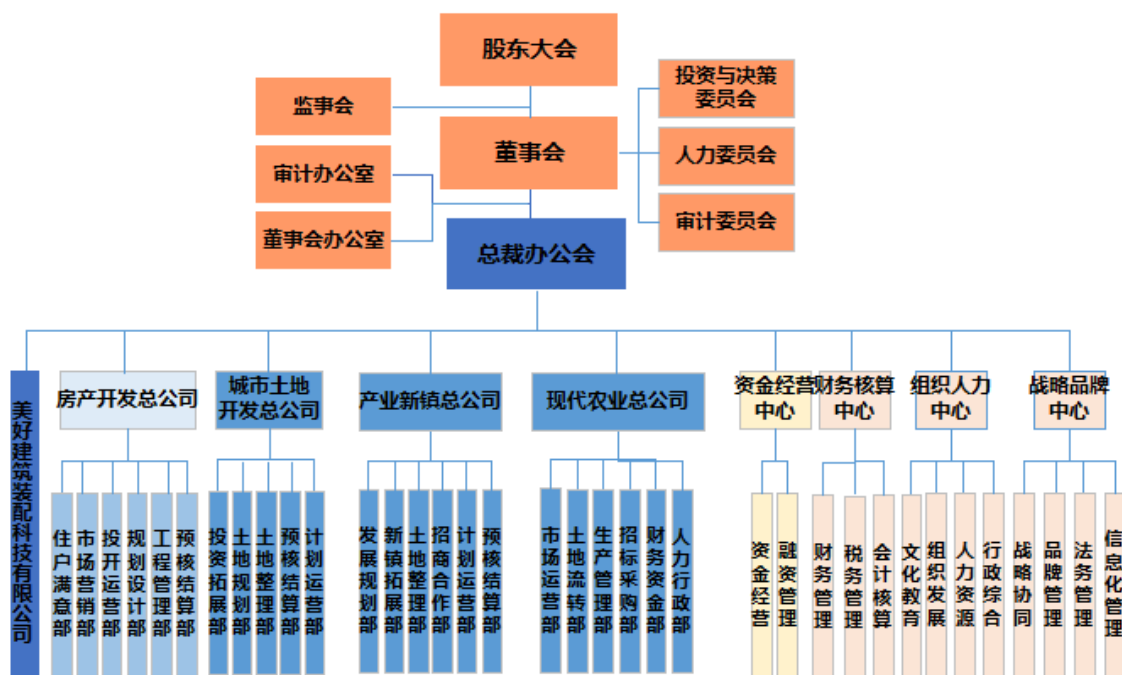 股东大会
监事会
投资与决策
委员会
董事会
人力委员会
审计办公室
审计委员会
董事会办公室
总裁办公会
美好建筑装配科技有限公司
房产开发总公司
城市土地
开发总公司
产业新镇总公司
现代农业总公司
资金经营
中心
财务核算
中心
组织人力
中心
战略品牌
中心
住户满意部
市场营销部
投开运营部
规划设计部
工程管理部
预核结算部
投资拓展部
土地规划部
土地整理部
预核结算部
计划运营部
发展规划部
新镇拓展部
土地整理部
招商合作部
计划运营部
预核结算部
市场运营部
土地流转部
生产管理部
招标采购部
财务资金部
人力行政部
资金经营
融资管理
财务管理
税务管理
会计核算
文化教育
组织发展
人力资源
行政综合
战略协同
品牌管理
法务管理
信息化管理